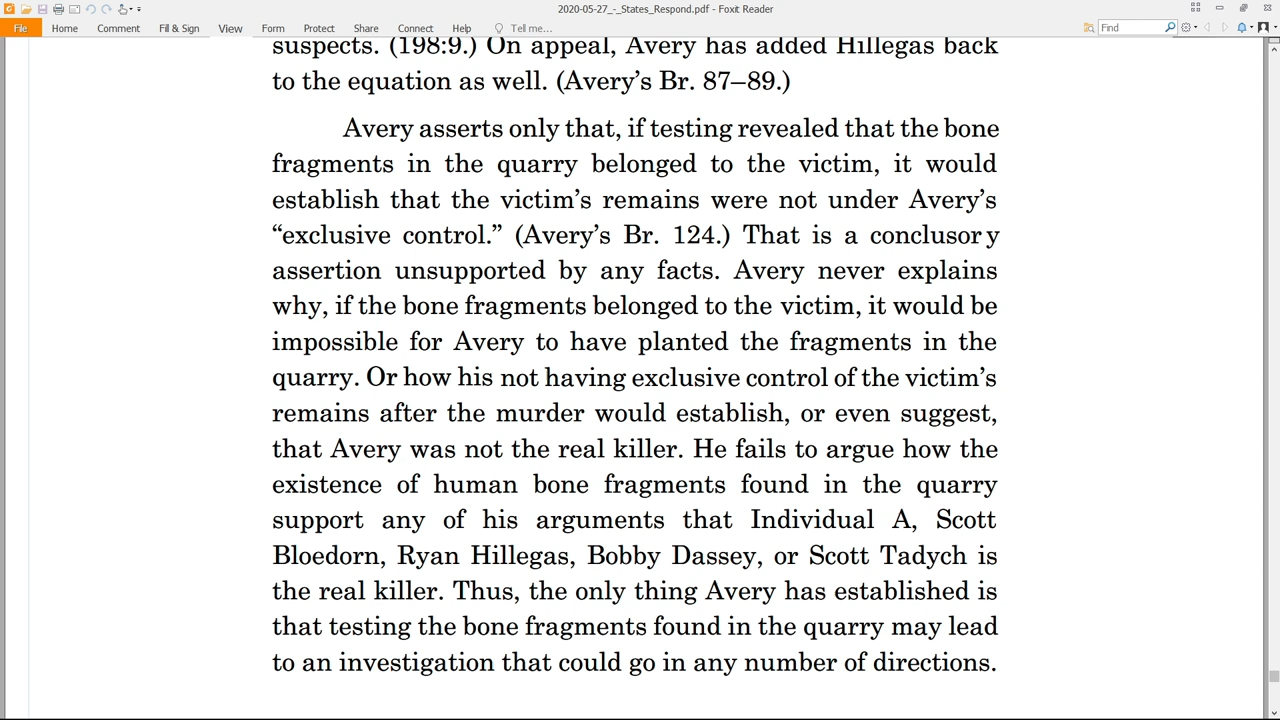 2020-05-27_-_States_Respond.pdf - Foxit Reader
File Home Comment Fill & Sign View Form Protect Share Connect Help Tell me... Find
suspects. (198:9.) On appeal, Avery has added Hillegas back
to the equation as well. (Avery’s Br. 87–89.)
Avery asserts only that, if testing revealed that the bone
fragments in the quarry belonged to the victim, it would
establish that the victim’s remains were not under Avery’s
“exclusive control.” (Avery’s Br. 124.) That is a conclusory
assertion unsupported by any facts. Avery never explains
why, if the bone fragments belonged to the victim, it would be
impossible for Avery to have planted the fragments in the
quarry. Or how his not having exclusive control of the victim’s
remains after the murder would establish, or even suggest,
that Avery was not the real killer. He fails to argue how the
existence of human bone fragments found in the quarry
support any of his arguments that Individual A, Scott
Bloedorn, Ryan Hillegas, Bobby Dassey, or Scott Tadych is
the real killer. Thus, the only thing Avery has established is
that testing the bone fragments found in the quarry may lead
to an investigation that could go in any number of directions.